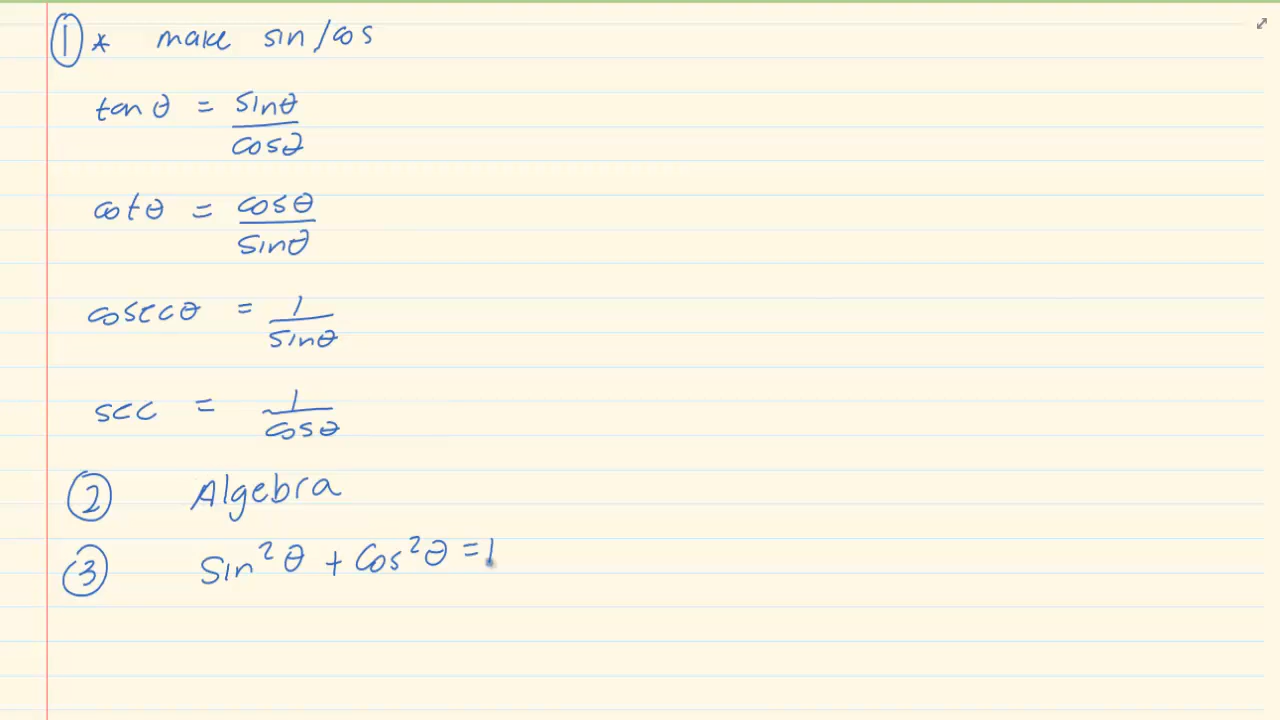 ① * make sin/cos
tan θ = sinθ / cosθ
cotθ = cosθ / sinθ
cosecθ = 1 / sinθ
sec = 1 / cosθ
② Algebra
③ Sin²θ + Cos²θ = 1